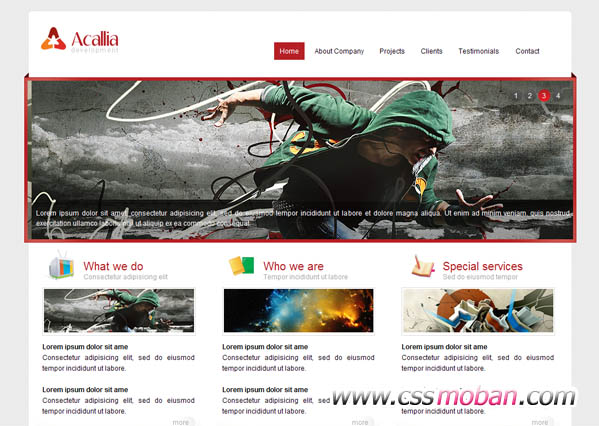 Acallia
development
Home About Company Projects Clients Testimonials Contact
1 2 3 4
Lorem ipsum dolor sit amet, consectetur adipisicing elit, sed do eiusmod tempor incididunt ut labore et dolore magna aliqua. Ut enim ad minim veniam, quis nostrud
exercitation ullamco laboris nisi ut aliquip ex ea commodo consequat.
What we do
Consectetur adipisicing elit
Who we are
Tempor incididunt ut labore
Special services
Sed do eiusmod tempor
Lorem ipsum dolor sit ame
Consectetur adipisicing elit, sed do eiusmod
tempor incididunt ut labore.
Lorem ipsum dolor sit ame
Consectetur adipisicing elit, sed do eiusmod
tempor incididunt ut labore.
more
Lorem ipsum dolor sit ame
Consectetur adipisicing elit, sed do eiusmod
tempor incididunt ut labore.
Lorem ipsum dolor sit ame
Consectetur adipisicing elit, sed do eiusmod
tempor incididunt ut labore.
more
Lorem ipsum dolor sit ame
Consectetur adipisicing elit, sed do eiusmod
tempor incididunt ut labore.
tempor incididunt ut labore.
more
www.cssmoban.com